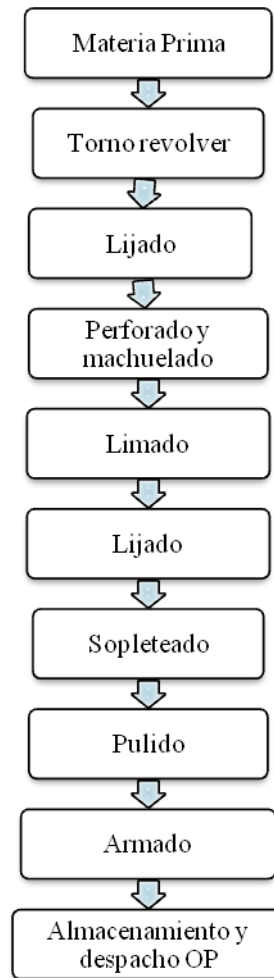 Materia Prima
Torno revolver
Lijado
Perforado y
machuelado
Limado
Lijado
Sopleteado
Pulido
Armado
Almacenamiento y
despacho OP